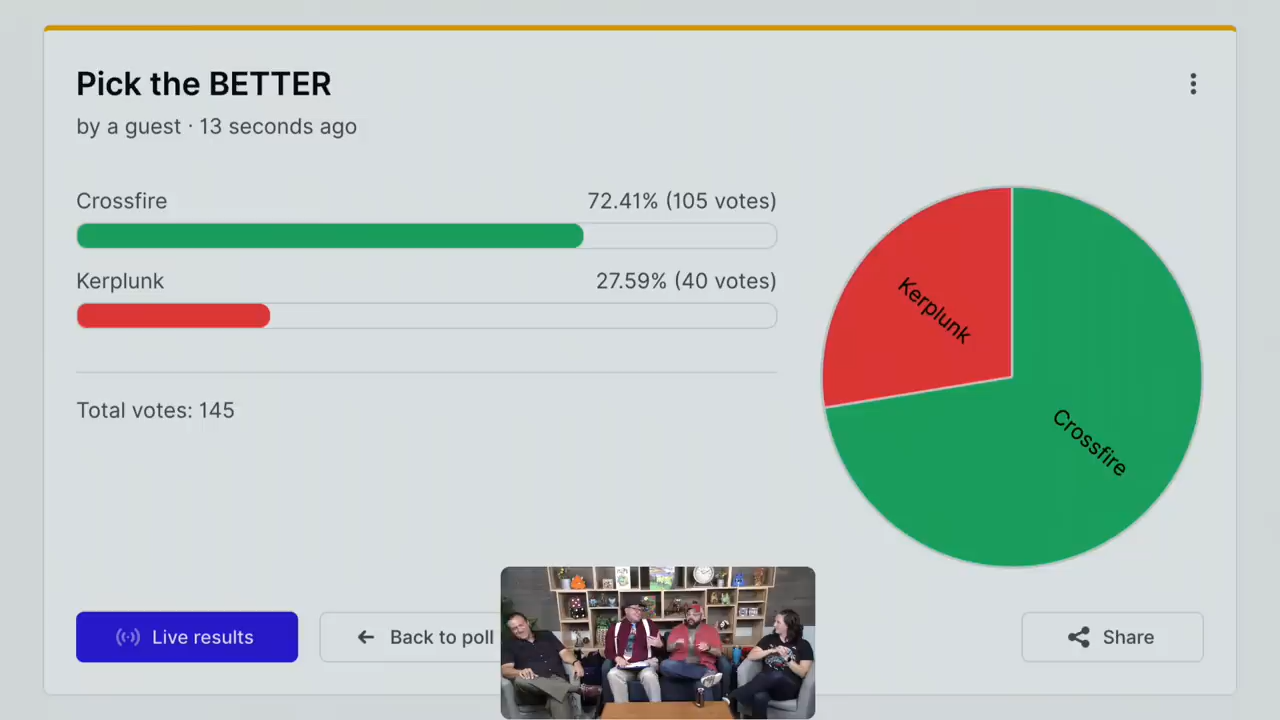 Pick the BETTER
by a guest · 13 seconds ago
Crossfire 72.41% (105 votes)
Kerplunk 27.59% (40 votes)
Total votes: 145
Kerplunk
Crossfire
Live results
Back to poll
Share